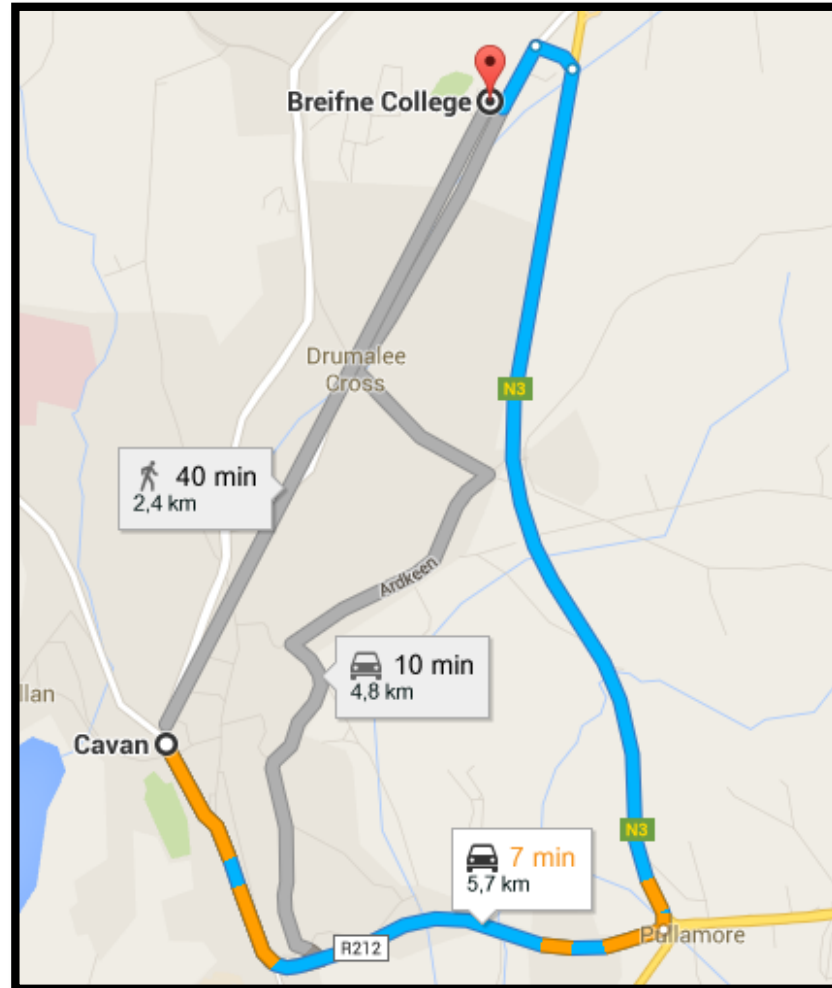 Breifne College
Drumalee
Cross
N3
40 min
2,4 km
Ardkeen
10 min
4,8 km
llan
Cavan
N3
7 min
5,7 km
R212
Pullamore